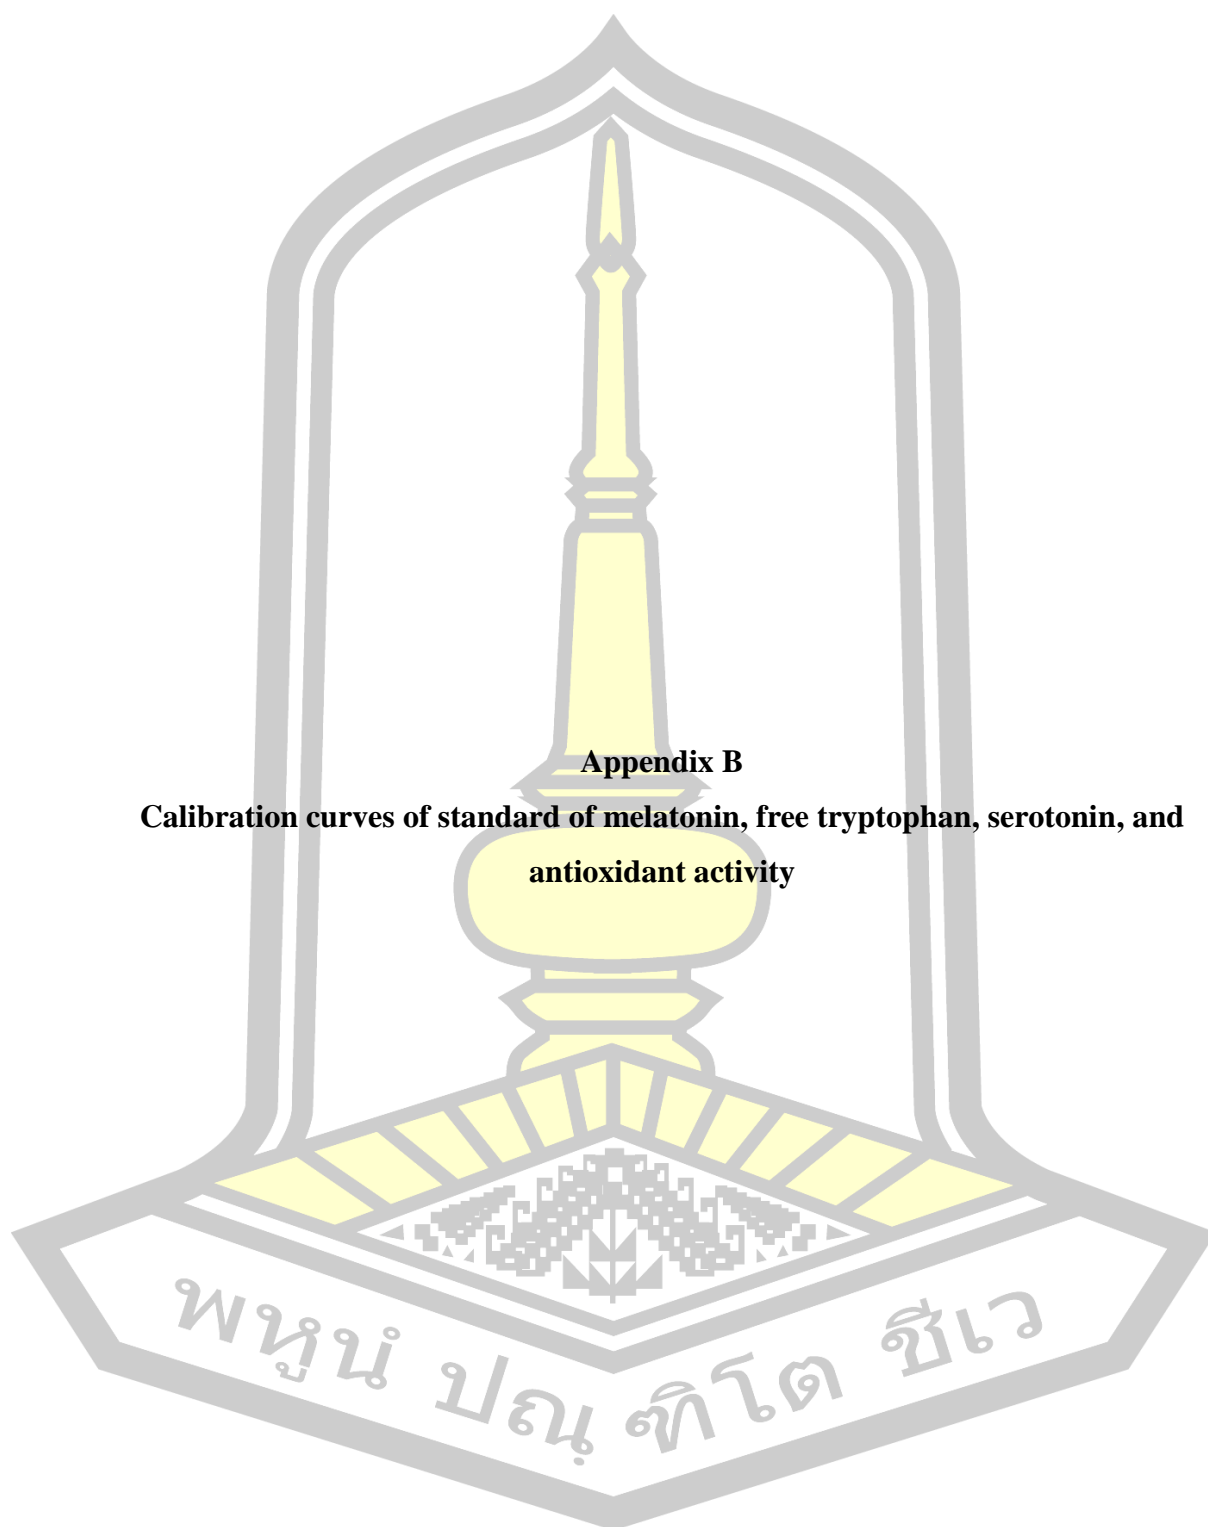 Appendix B
Calibration curves of standard of melatonin, free tryptophan, serotonin, and
antioxidant activity
พหูนํ ปณฺฑิโต ชีเว